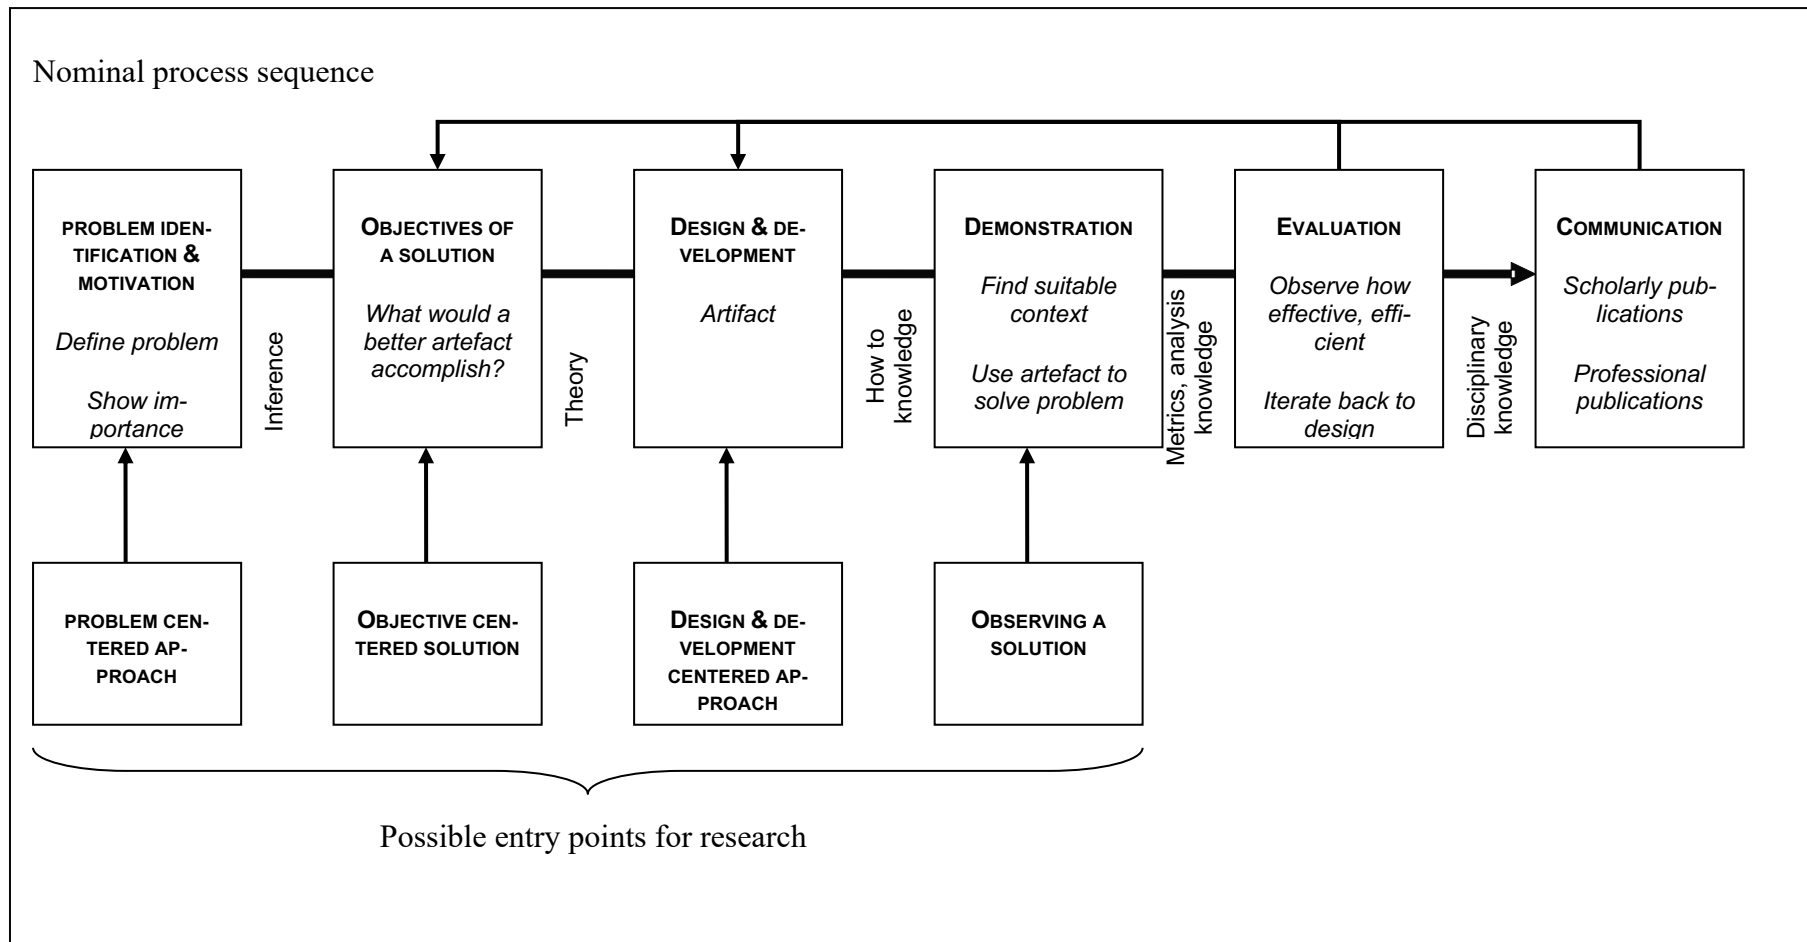 Nominal process sequence
PROBLEM IDEN-
TIFICATION &
MOTIVATION
Define problem
Show im-
portance
Inference
OBJECTIVES OF
A SOLUTION
What would a
better artefact
accomplish?
Theory
DESIGN & DE-
VELOPMENT
Artifact
How to
knowledge
DEMONSTRATION
Find suitable
context
Use artefact to
solve problem
Metrics, analysis
knowledge
EVALUATION
Observe how
effective, effi-
cient
Iterate back to
design
Disciplinary
knowledge
COMMUNICATION
Scholarly pub-
lications
Professional
publications
PROBLEM CEN-
TERED AP-
PROACH
OBJECTIVE CEN-
TERED SOLUTION
DESIGN & DE-
VELOPMENT
CENTERED AP-
PROACH
OBSERVING A
SOLUTION
Possible entry points for research